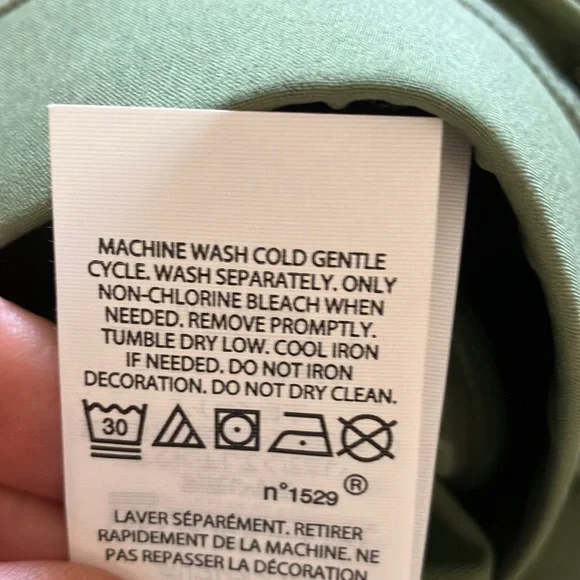 MACHINE WASH COLD GENTLE
CYCLE. WASH SEPARATELY. ONLY
NON-CHLORINE BLEACH WHEN
NEEDED. REMOVE PROMPTLY.
TUMBLE DRY LOW. COOL IRON
IF NEEDED. DO NOT IRON
DECORATION. DO NOT DRY CLEAN.
30
n°1529 ®
LAVER SÉPARÉMENT. RETIRER
RAPIDEMENT DE LA MACHINE. NE
PAS REPASSER LA DÉCORATION